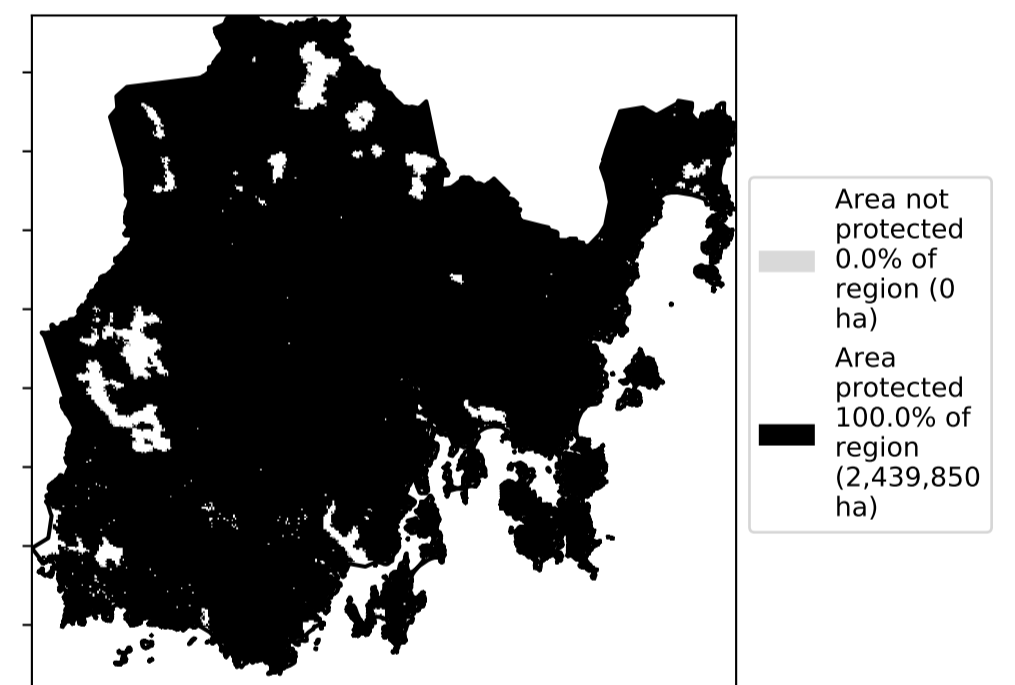 Area not
protected
0.0% of
region (0
ha)
Area
protected
100.0% of
region
(2,439,850
ha)